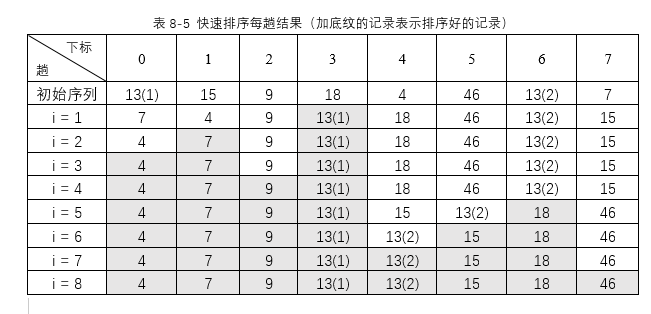 表 8-5 快速排序每趟结果（加底纹的记录表示排序好的记录）
下标 0 1 2 3 4 5 6 7
趟
初始序列 13(1) 15 9 18 4 46 13(2) 7
i = 1 7 4 9 13(1) 18 46 13(2) 15
i = 2 4 7 9 13(1) 18 46 13(2) 15
i = 3 4 7 9 13(1) 18 46 13(2) 15
i = 4 4 7 9 13(1) 18 46 13(2) 15
i = 5 4 7 9 13(1) 15 13(2) 18 46
i = 6 4 7 9 13(1) 13(2) 15 18 46
i = 7 4 7 9 13(1) 13(2) 15 18 46
i = 8 4 7 9 13(1) 13(2) 15 18 46